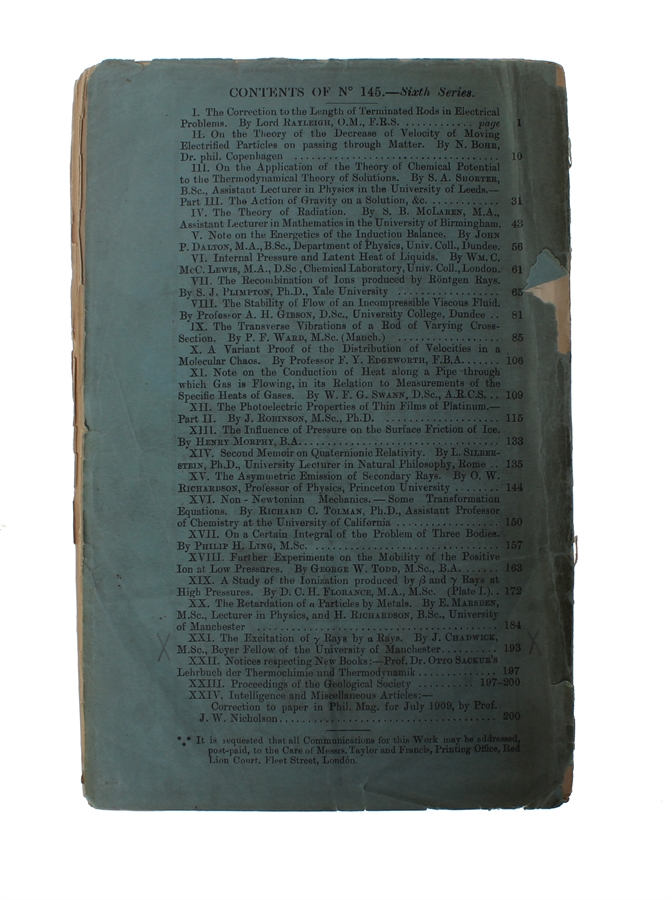 CONTENTS OF Nº 145.—Sixth Series.
I. The Correction to the Length of Terminated Rods in Electrical
Problems. By Lord RAYLEIGH, O.M., F.R.S. ............ page 1
II. On the Theory of the Decrease of Velocity of Moving
Electrified Particles on passing through Matter. By N. BOHR,
Dr. phil. Copenhagen .................................... 10
III. On the Application of the Theory of Chemical Potential
to the Thermodynamical Theory of Solutions. By S. A. SHORTER,
B.Sc., Assistant Lecturer in Physics in the University of Leeds.—
Part III. The Action of Gravity on a Solution, &c. ............ 31
IV. The Theory of Radiation. By S. B. MCLAREN, M.A.,
Assistant Lecturer in Mathematics in the University of Birmingham. 43
V. Note on the Energetics of the Induction Balance. By JOHN
P. DALTON, M.A., B.Sc., Department of Physics, Univ. Coll., Dundee. 56
VI. Internal Pressure and Latent Heat of Liquids. By WM. C.
MCC. LEWIS, M.A., D.Sc., Chemical Laboratory, Univ. Coll., London. 61
VII. The Recombination of Ions produced by Röntgen Rays.
By S. J. PLIMPTON, Ph.D., Yale University .................. 65
VIII. The Stability of Flow of an Incompressible Viscous Fluid.
By Professor A. H. GIBSON, D.Sc., University College, Dundee .. 81
IX. The Transverse Vibrations of a Rod of Varying Cross-
Section. By P. F. WARD, M.Sc. (Manch.) .................. 85
X. A Variant Proof of the Distribution of Velocities in a
Molecular Chaos. By Professor F. Y. EDGEWORTH, F.B.A. ....... 106
XI. Note on the Conduction of Heat along a Pipe through
which Gas is Flowing, in its Relation to Measurements of the
Specific Heats of Gases. By W. F. G. SWANN, D.Sc., A.R.C.S. .. 109
XII. The Photoelectric Properties of Thin Films of Platinum.—
Part II. By J. ROBINSON, M.Sc., Ph.D. .................... 115
XIII. The Influence of Pressure on the Surface Friction of Ice.
By HENRY MORPHY, B.A. .................................. 133
XIV. Second Memoir on Quaternionic Relativity. By L. SILBER-
STEIN, Ph.D., University Lecturer in Natural Philosophy, Rome .. 135
XV. The Asymmetric Emission of Secondary Rays. By O. W.
RICHARDSON, Professor of Physics, Princeton University ........ 144
XVI. Non-Newtonian Mechanics.—Some Transformation
Equations. By RICHARD C. TOLMAN, Ph.D., Assistant Professor
of Chemistry at the University of California .................. 150
XVII. On a Certain Integral of the Problem of Three Bodies.
By PHILIP H. LING, M.Sc. ................................ 157
XVIII. Further Experiments on the Mobility of the Positive
Ion at Low Pressures. By GEORGE W. TODD, M.Sc., B.A. ....... 163
XIX. A Study of the Ionization produced by β and γ Rays at
High Pressures. By D. C. H. FLORANCE, M.A., M.Sc. (Plate I.) .. 172
XX. The Retardation of α Particles by Metals. By E. MARSDEN,
M.Sc., Lecturer in Physics, and H. RICHARDSON, B.Sc., University
of Manchester .......................................... 184
XXI. The Excitation of γ Rays by α Rays. By J. CHADWICK,
M.Sc., Beyer Fellow of the University of Manchester .......... 193
XXII. Notices respecting New Books:—Prof. Dr. OTTO SACKUR'S
Lehrbuch der Thermochimie und Thermodynamik .............. 197
XXIII. Proceedings of the Geological Society .......... 197-200
XXIV. Intelligence and Miscellaneous Articles:—
Correction to paper in Phil. Mag. for July 1909, by Prof.
J. W. Nicholson ........................................ 200
*** It is requested that all Communications for this Work may be addressed,
post-paid, to the Care of Messrs. Taylor and Francis, Printing Office, Red
Lion Court, Fleet Street, London.